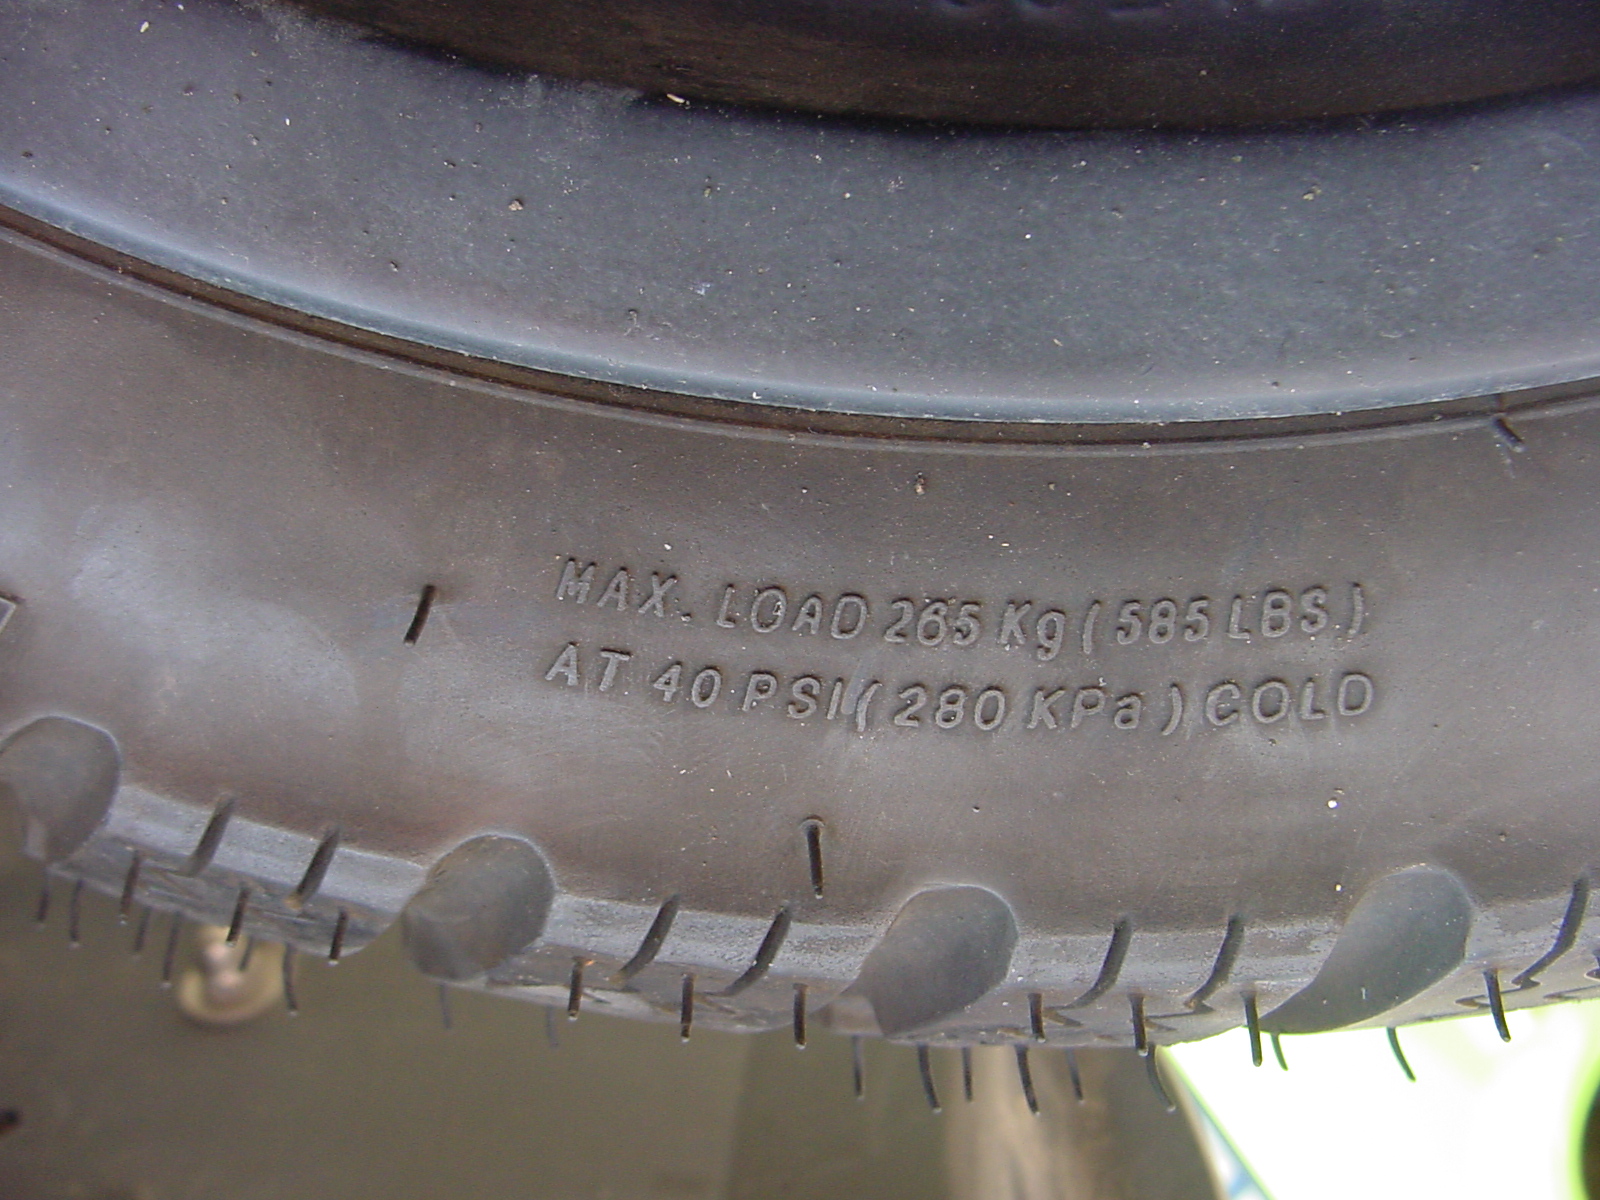 MAX. LOAD 265 Kg (585 LBS.)
AT 40 PSI (280 KPa) COLD